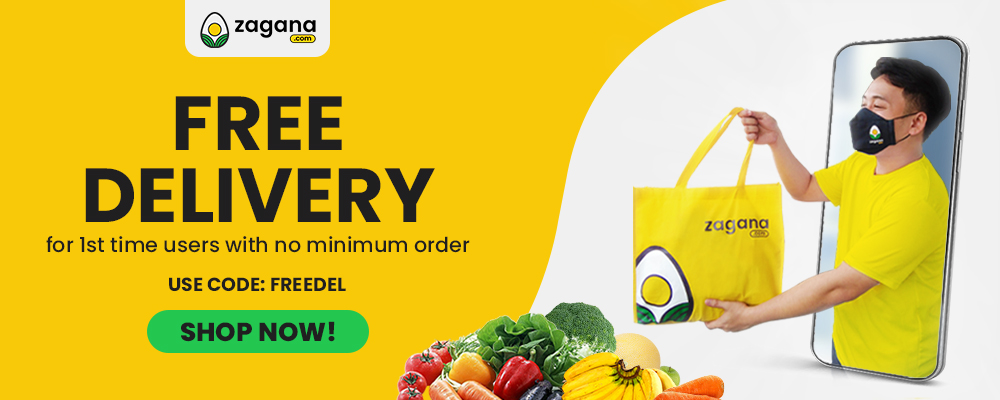 zagana
.com
FREE
DELIVERY
for 1st time users with no minimum order
USE CODE: FREEDEL
SHOP NOW!
zagana
.com